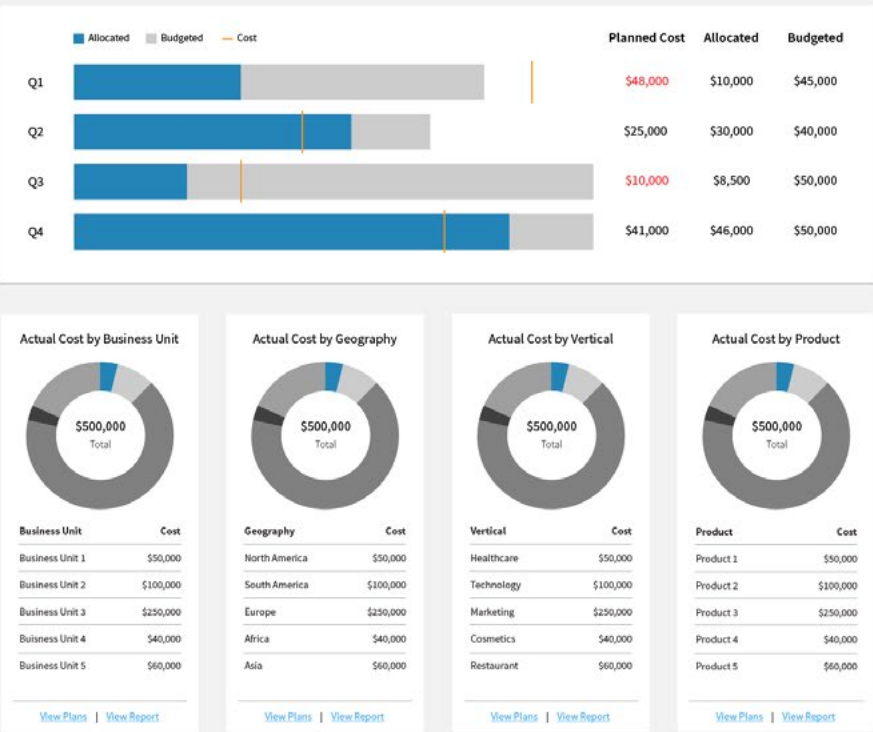 Allocated Budgeted Cost Planned Cost Allocated Budgeted
Q1 $48,000 $10,000 $45,000
Q2 $25,000 $30,000 $40,000
Q3 $10,000 $8,500 $50,000
Q4 $41,000 $46,000 $50,000
Actual Cost by Business Unit
$500,000
Total
Business Unit Cost
Business Unit 1 $50,000
Business Unit 2 $100,000
Business Unit 3 $250,000
Buisness Unit 4 $40,000
Business Unit 5 $60,000
View Plans | View Report
Actual Cost by Geography
$500,000
Total
Geography Cost
North America $50,000
South America $100,000
Europe $250,000
Africa $40,000
Asia $60,000
View Plans | View Report
Actual Cost by Vertical
$500,000
Total
Vertical Cost
Healthcare $50,000
Technology $100,000
Marketing $250,000
Cosmetics $40,000
Restaurant $60,000
View Plans | View Report
Actual Cost by Product
$500,000
Total
Product Cost
Product 1 $50,000
Product 2 $100,000
Product 3 $250,000
Product 4 $40,000
Product 5 $60,000
View Plans | View Report